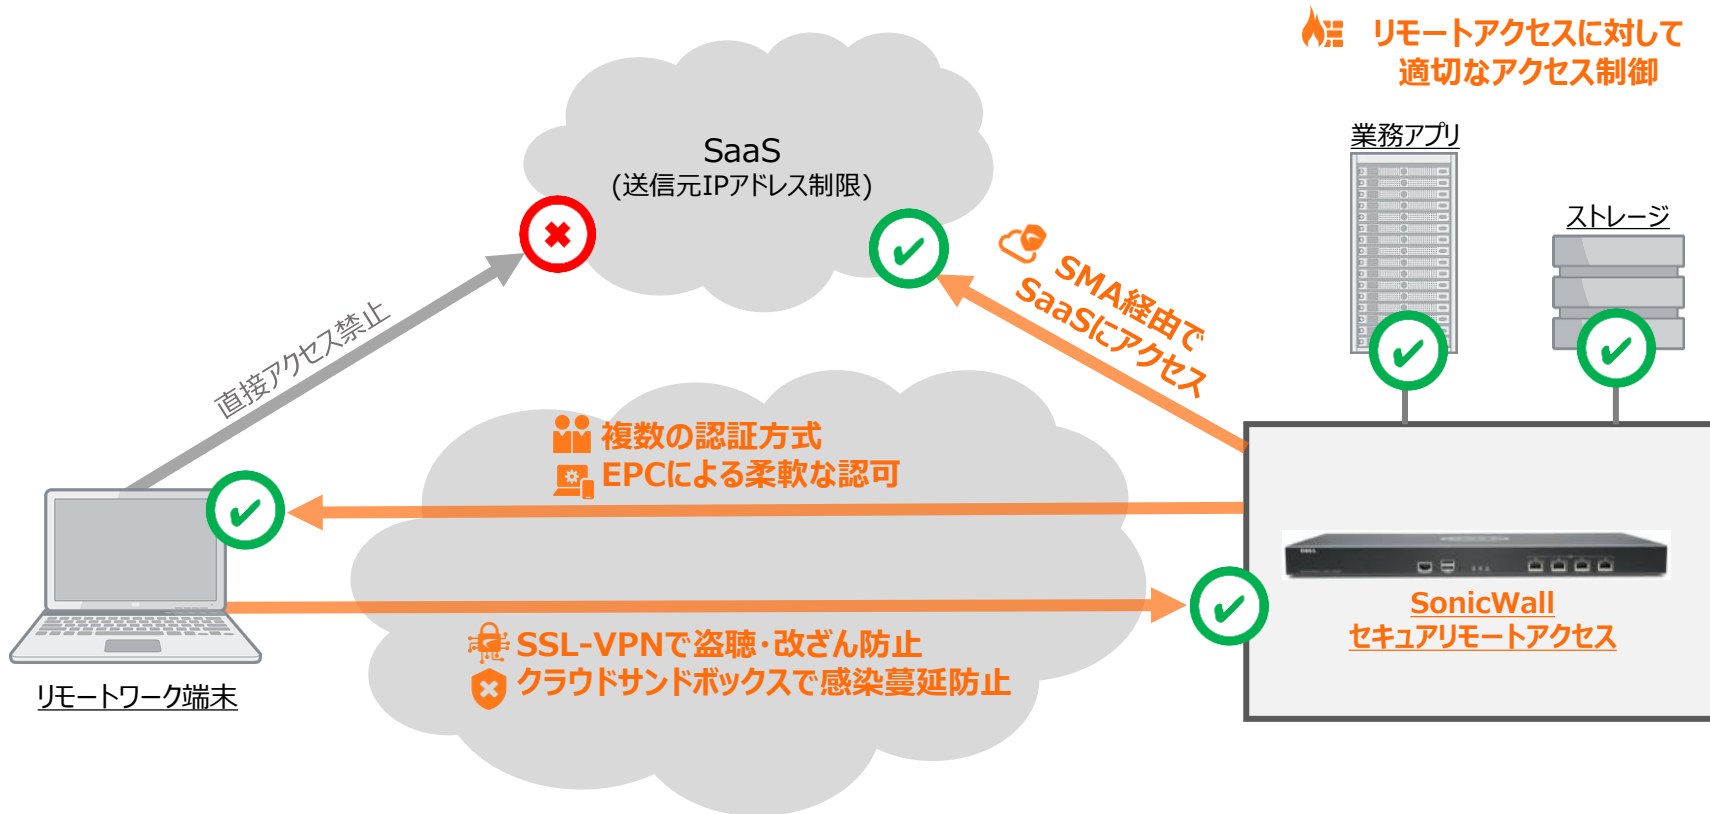 リモートアクセスに対して
適切なアクセス制御
業務アプリ
ストレージ
SaaS
(送信元IPアドレス制限)
SMA経由で
SaaSにアクセス
直接アクセス禁止
複数の認証方式
EPCによる柔軟な認可
SSL-VPNで盗聴・改ざん防止
クラウドサンドボックスで感染蔓延防止
リモートワーク端末
DELL
SonicWall
セキュアリモートアクセス